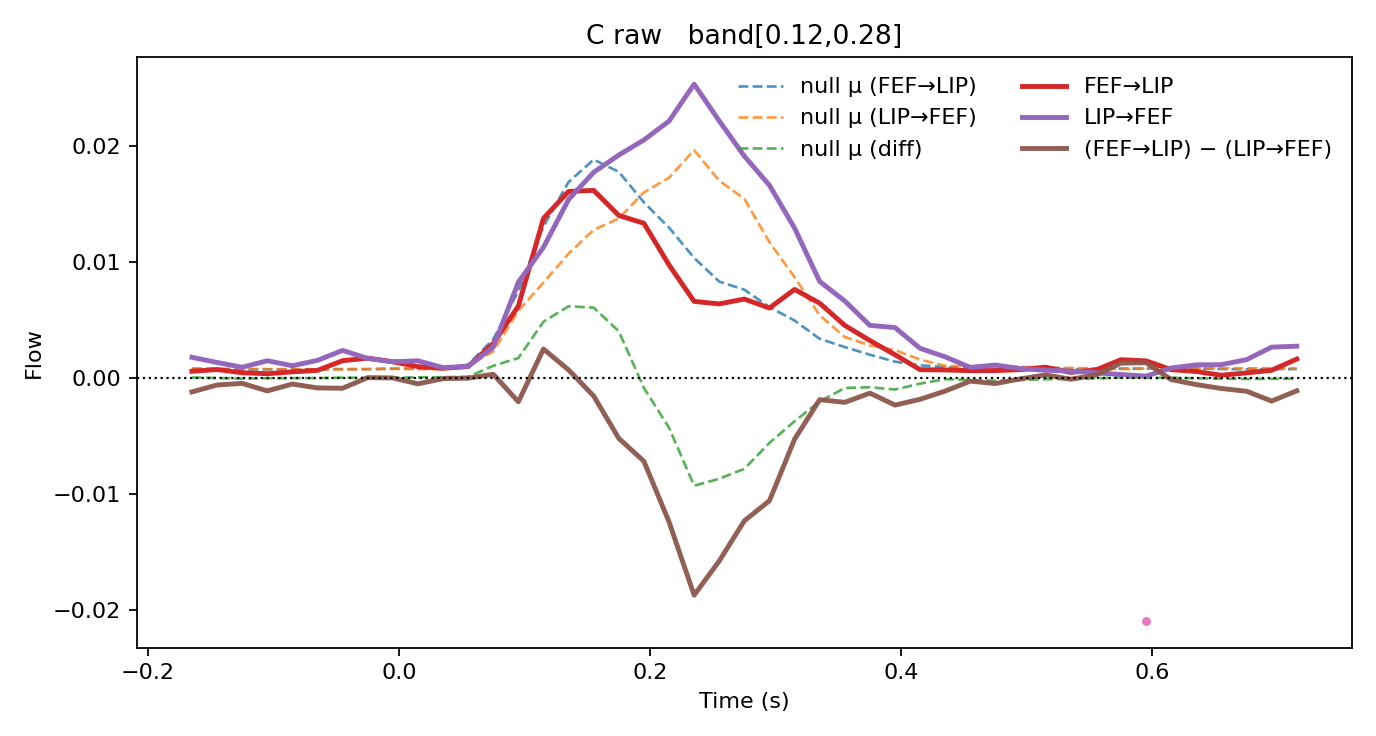 C raw   band[0.12,0.28]
null μ (FEF→LIP)
null μ (LIP→FEF)
null μ (diff)
FEF→LIP
LIP→FEF
(FEF→LIP) − (LIP→FEF)
Flow
0.02
0.01
0.00
−0.01
−0.02
−0.2
0.0
0.2
0.4
0.6
Time (s)